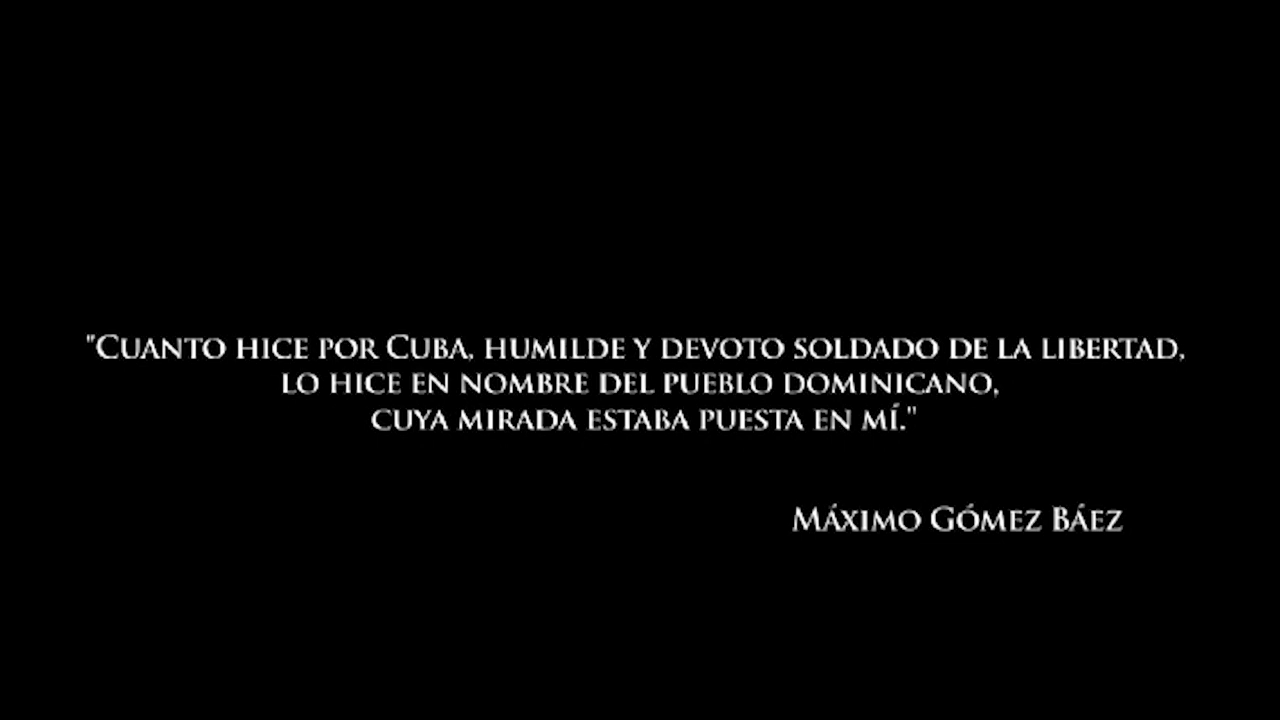 "Cuanto hice por Cuba, humilde y devoto soldado de la libertad,
lo hice en nombre del pueblo dominicano,
cuya mirada estaba puesta en mí."
Máximo Gómez Báez